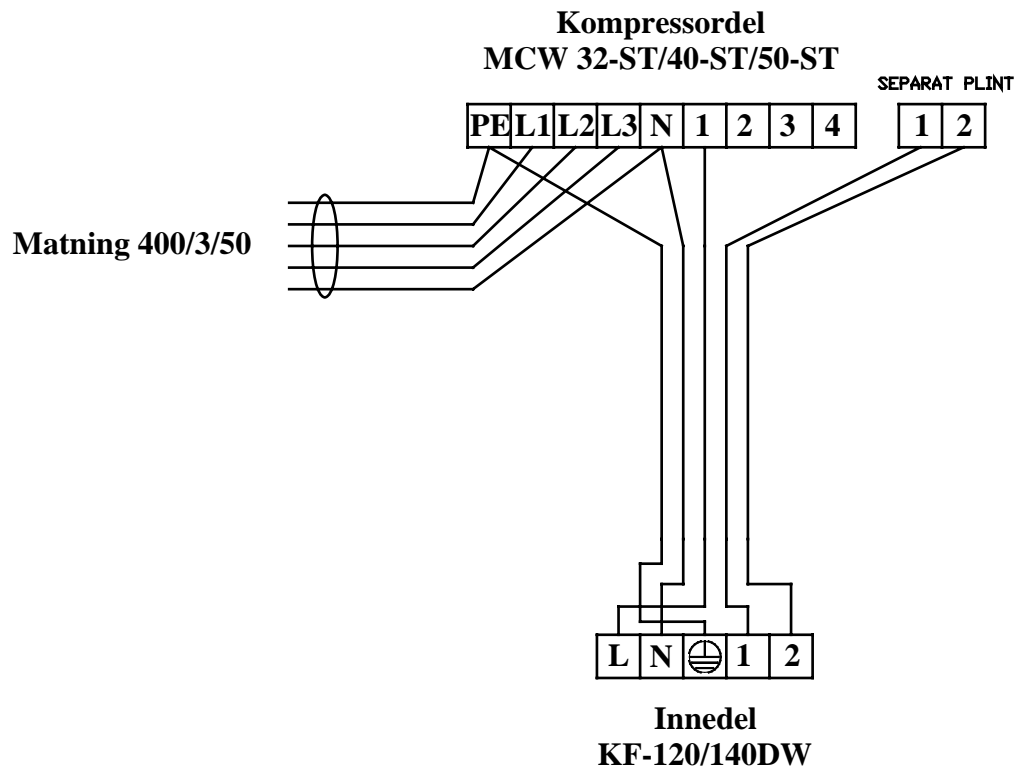 Kompressordel
MCW 32-ST/40-ST/50-ST
SEPARAT PLINT
PE L1 L2 L3 N 1 2 3 4
1 2
Matning 400/3/50
L N 1 2
Innedel
KF-120/140DW